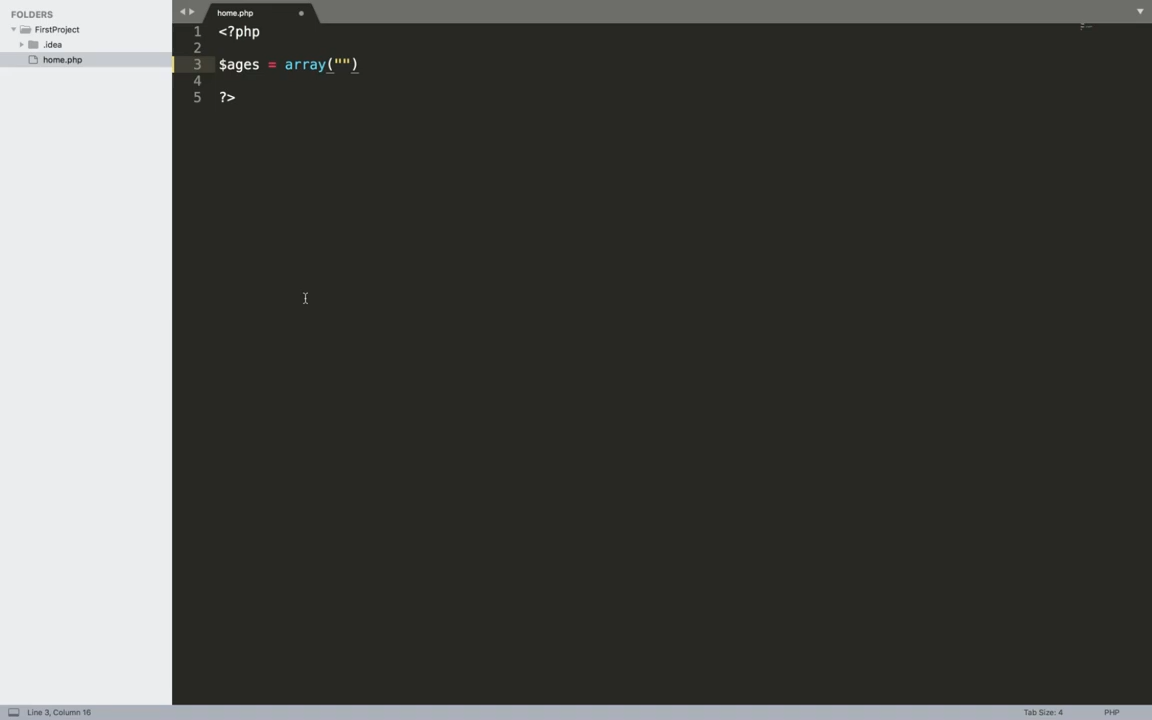 FOLDERS
FirstProject
.idea
home.php
home.php
1 <?php
2
3 $ages = array("")
4
5 ?>
Line 3, Column 16
Tab Size: 4
PHP